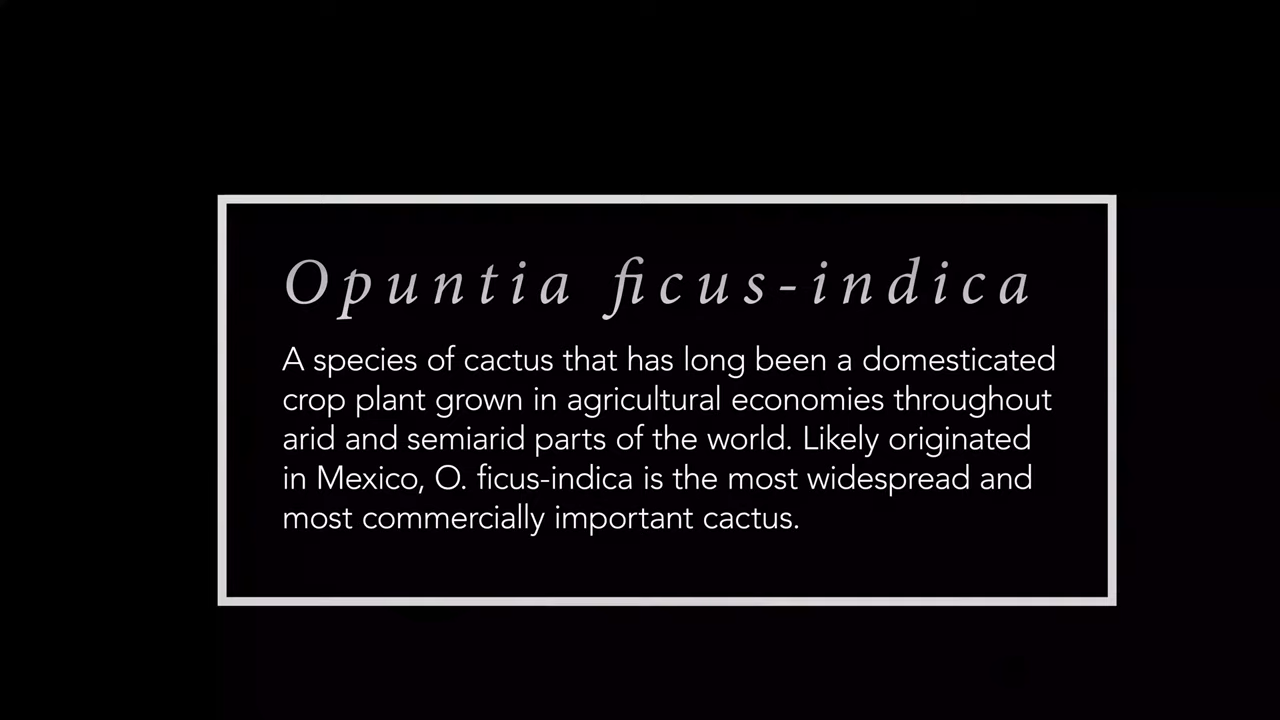 Opuntia ficus-indica
A species of cactus that has long been a domesticated
crop plant grown in agricultural economies throughout
arid and semiarid parts of the world. Likely originated
in Mexico, O. ficus-indica is the most widespread and
most commercially important cactus.